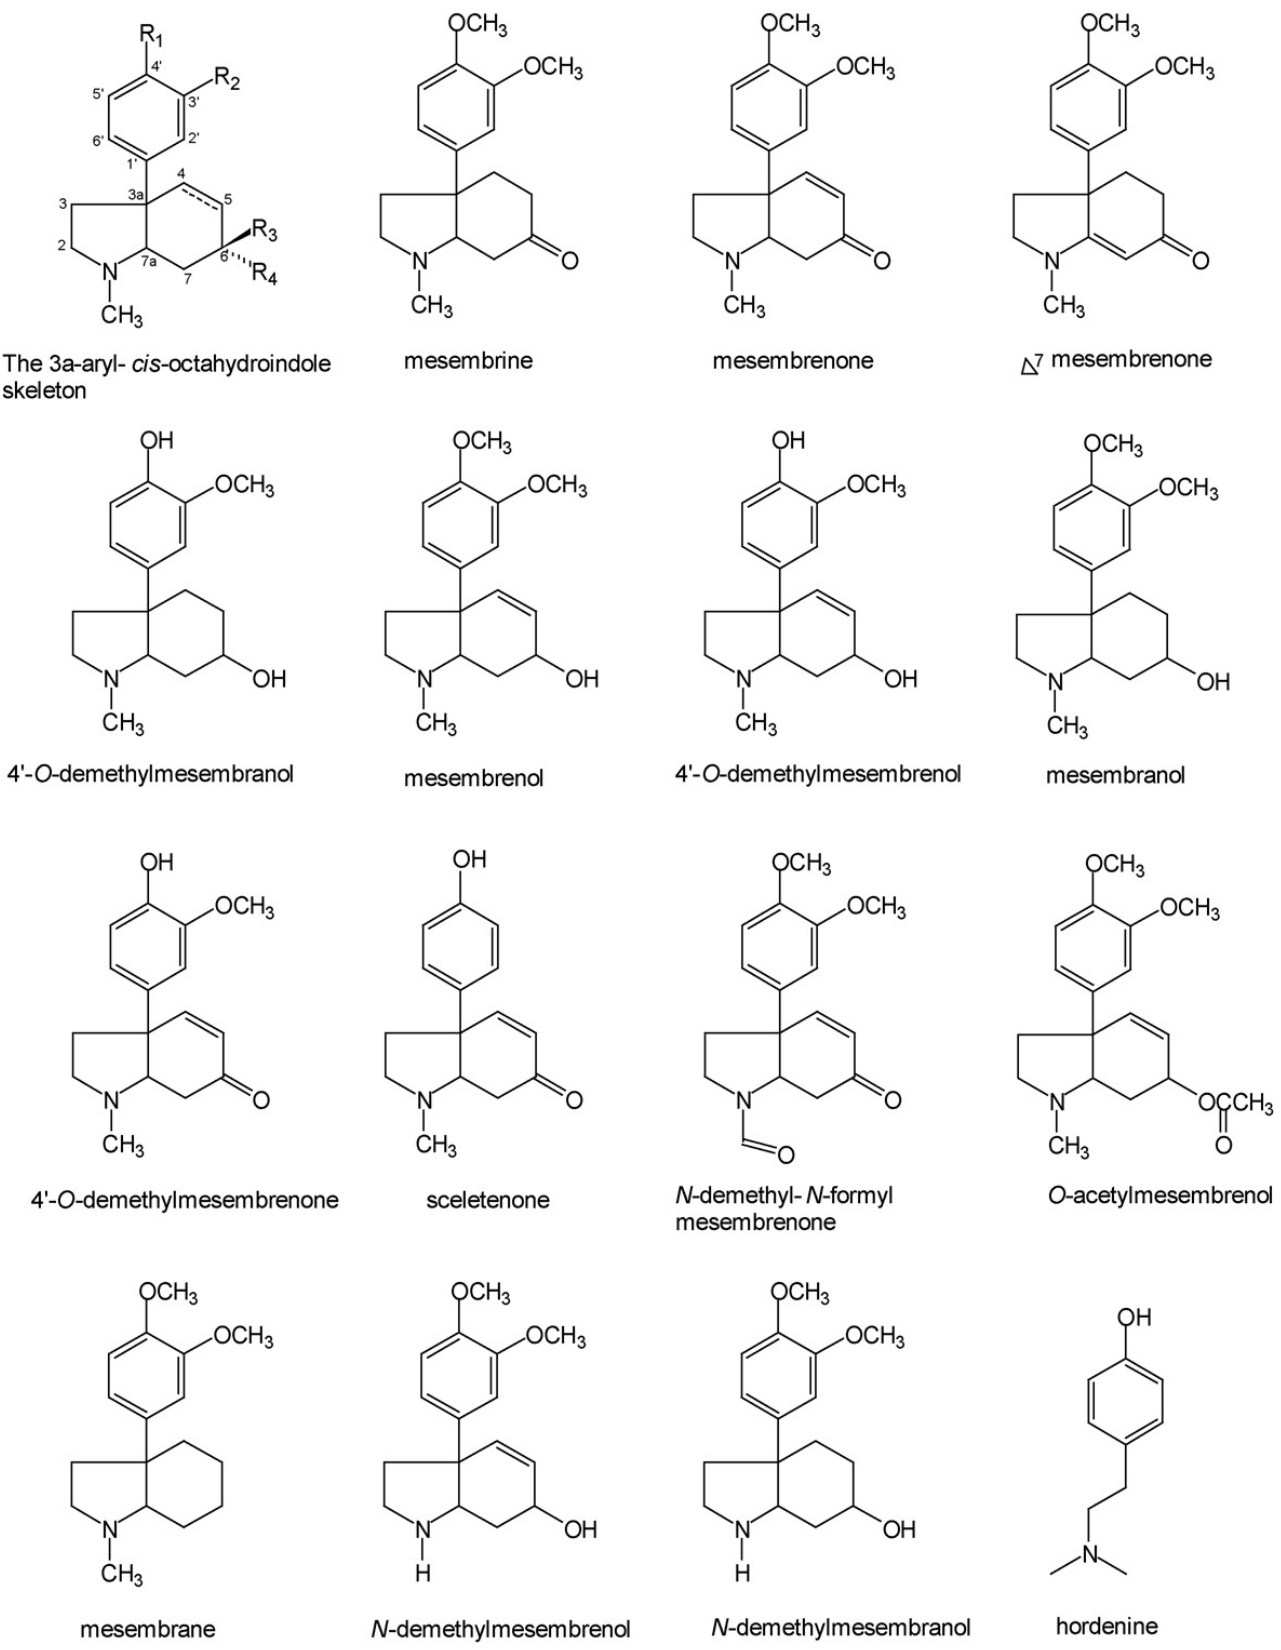 R1
4'
R2
5'
3'
6'
2'
1'
4
3a
5
3
R3
2
7a
6
R4
N
7
CH3
The 3a-aryl- cis-octahydroindole
skeleton
OCH3
OCH3
N
O
CH3
mesembrine
OCH3
OCH3
N
O
CH3
mesembrenone
OCH3
OCH3
N
O
CH3
△7 mesembrenone
OH
OCH3
N
OH
CH3
4'-O-demethylmesembranol
OCH3
OCH3
N
OH
CH3
mesembrenol
OH
OCH3
N
OH
CH3
4'-O-demethylmesembrenol
OCH3
OCH3
N
OH
CH3
mesembranol
OH
OCH3
N
O
CH3
4'-O-demethylmesembrenone
OH
N
O
CH3
sceletenone
OCH3
OCH3
N
O
O
N-demethyl- N-formyl
mesembrenone
OCH3
OCH3
N
OCCH3
O
CH3
O-acetylmesembrenol
OCH3
OCH3
N
CH3
mesembrane
OCH3
OCH3
N
OH
H
N-demethylmesembrenol
OCH3
OCH3
N
OH
H
N-demethylmesembranol
OH
N
hordenine